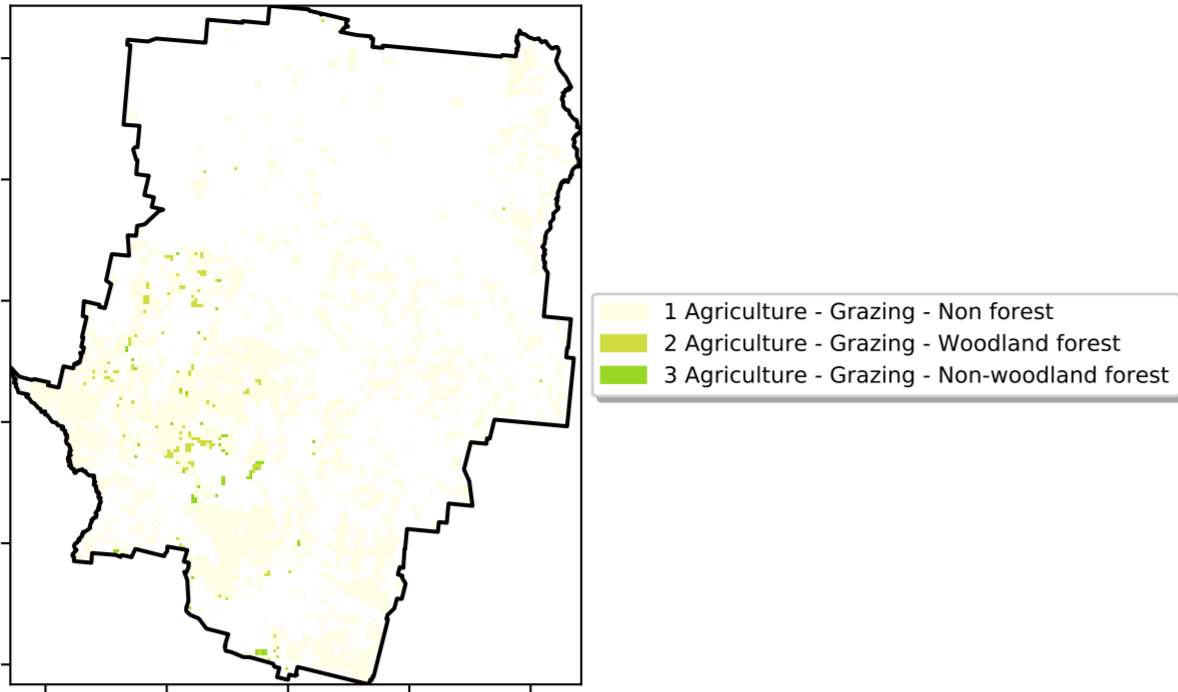 1 Agriculture - Grazing - Non forest
2 Agriculture - Grazing - Woodland forest
3 Agriculture - Grazing - Non-woodland forest